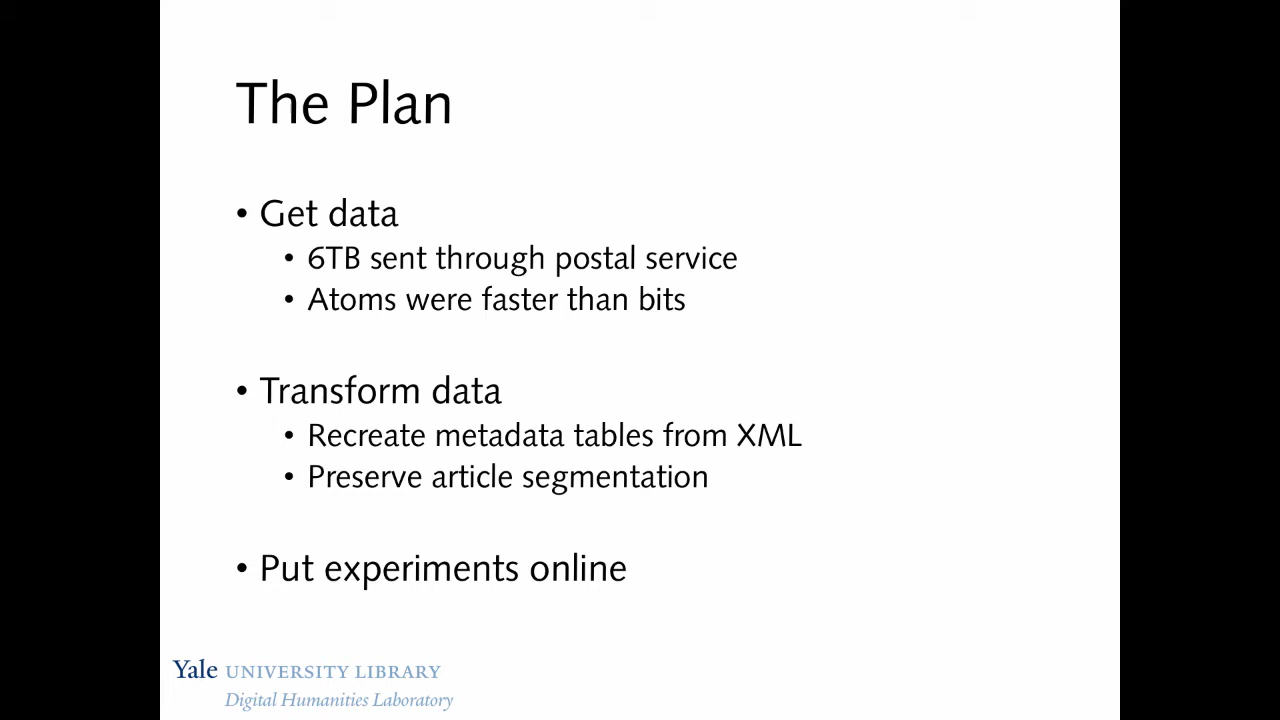 The Plan
• Get data
• 6TB sent through postal service
• Atoms were faster than bits
• Transform data
• Recreate metadata tables from XML
• Preserve article segmentation
• Put experiments online
Yale UNIVERSITY LIBRARY
Digital Humanities Laboratory